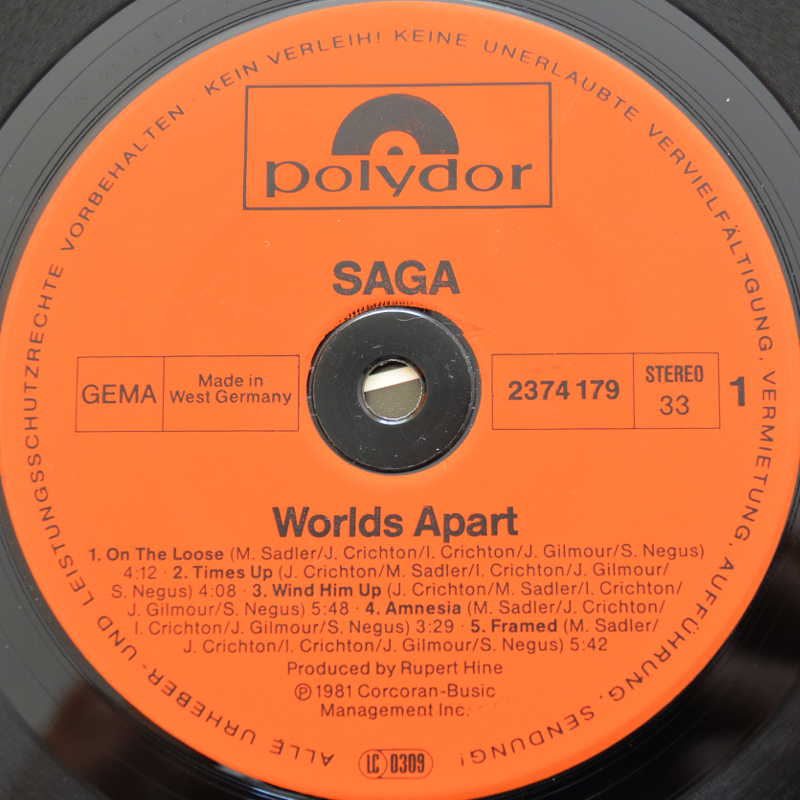 ALLE URHEBER- UND LEISTUNGSSCHUTZRECHTE VORBEHALTEN · KEIN VERLEIH! KEINE UNERLAUBTE VERVIELFÄLTIGUNG, VERMIETUNG, AUFFÜHRUNG, SENDUNG!
polydor
SAGA
GEMA
Made in
West Germany
2374 179
STEREO
33
1
Worlds Apart
1. On The Loose (M. Sadler/J. Crichton/I. Crichton/J. Gilmour/S. Negus)
4:12 · 2. Times Up (J. Crichton/M. Sadler/I. Crichton/J. Gilmour/
S. Negus) 4:08 · 3. Wind Him Up (J. Crichton/M. Sadler/I. Crichton/
J. Gilmour/S. Negus) 5:48 · 4. Amnesia (M. Sadler/J. Crichton/
I. Crichton/J. Gilmour/S. Negus) 3:29 · 5. Framed (M. Sadler/
J. Crichton/I. Crichton/J. Gilmour/S. Negus) 5:42
Produced by Rupert Hine
℗ 1981 Corcoran-Busic
Management Inc.
LC 0309